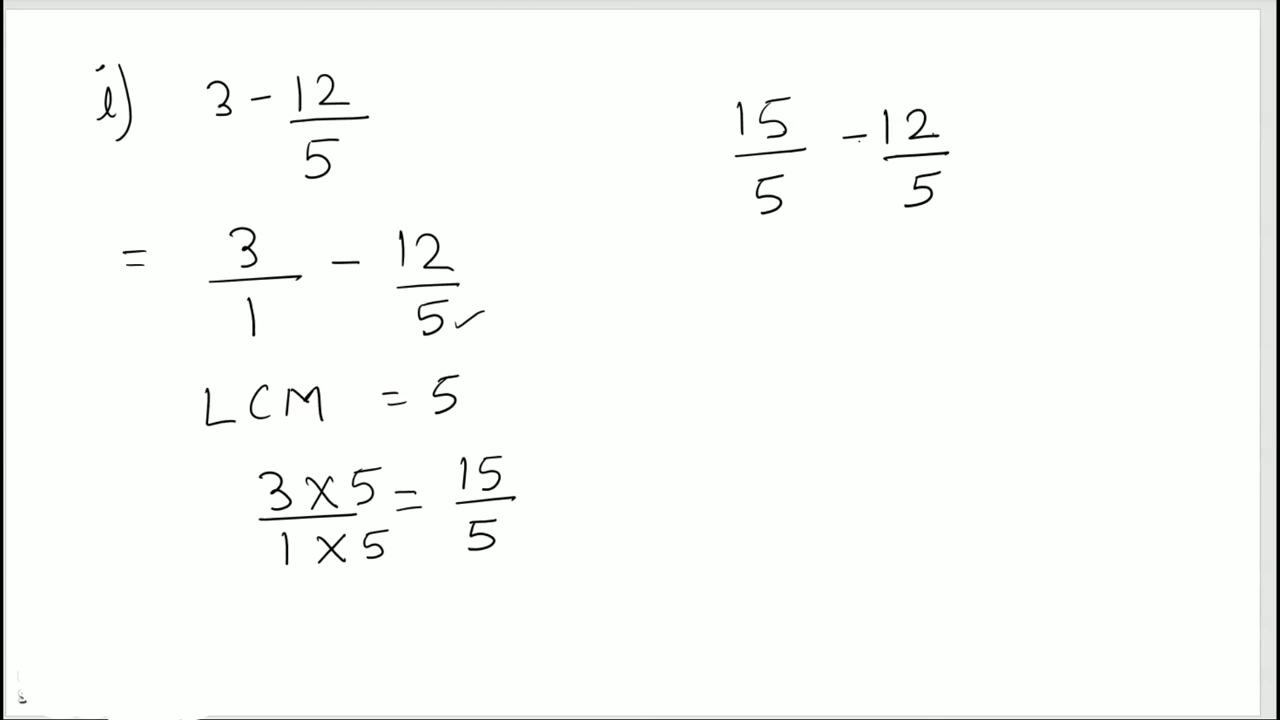 i) 3 - 12/5
= 3/1 - 12/5 ✓
LCM = 5
3 × 5 / 1 × 5 = 15/5
15/5 - 12/5